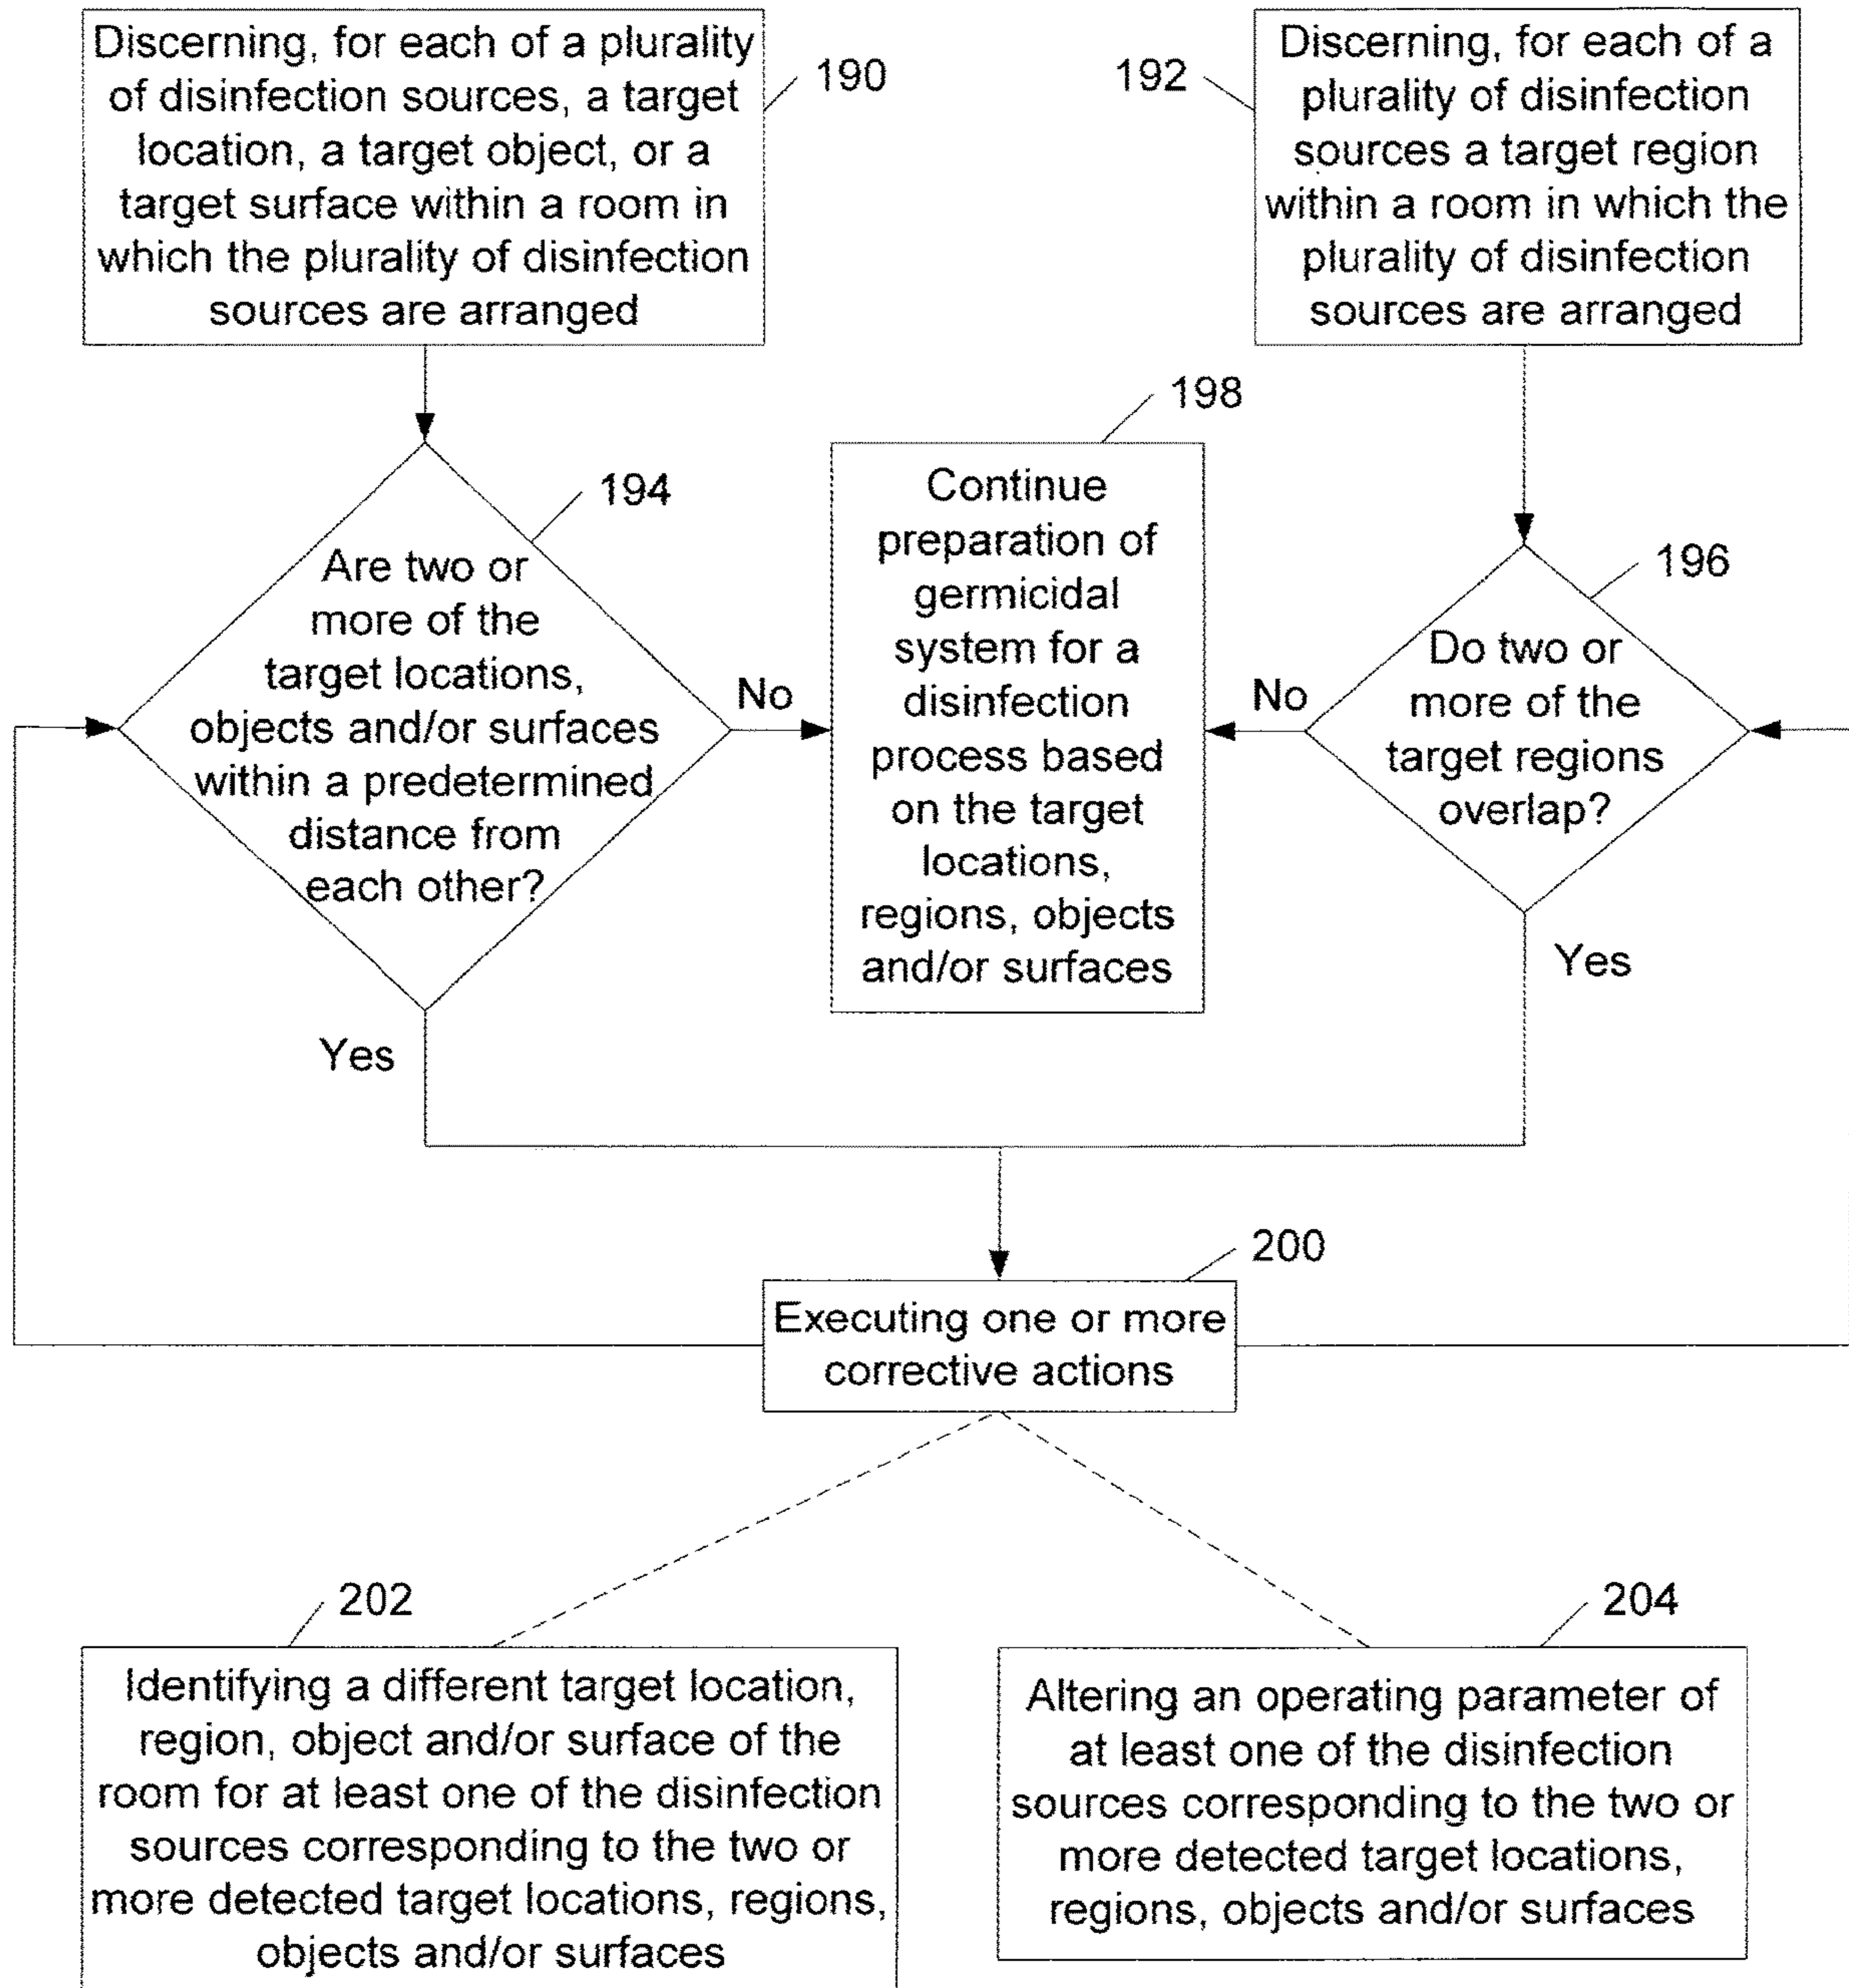 Discerning, for each of a plurality
of disinfection sources, a target
location, a target object, or a
target surface within a room in
which the plurality of disinfection
sources are arranged
190
192
Discerning, for each of a
plurality of disinfection
sources a target region
within a room in which the
plurality of disinfection
sources are arranged
194
Are two or
more of the
target locations,
objects and/or surfaces
within a predetermined
distance from
each other?
No
Yes
198
Continue
preparation of
germicidal
system for a
disinfection
process based
on the target
locations,
regions, objects
and/or surfaces
196
Do two or
more of the
target regions
overlap?
No
Yes
200
Executing one or more
corrective actions
202
Identifying a different target location,
region, object and/or surface of the
room for at least one of the disinfection
sources corresponding to the two or
more detected target locations, regions,
objects and/or surfaces
204
Altering an operating parameter of
at least one of the disinfection
sources corresponding to the two or
more detected target locations,
regions, objects and/or surfaces